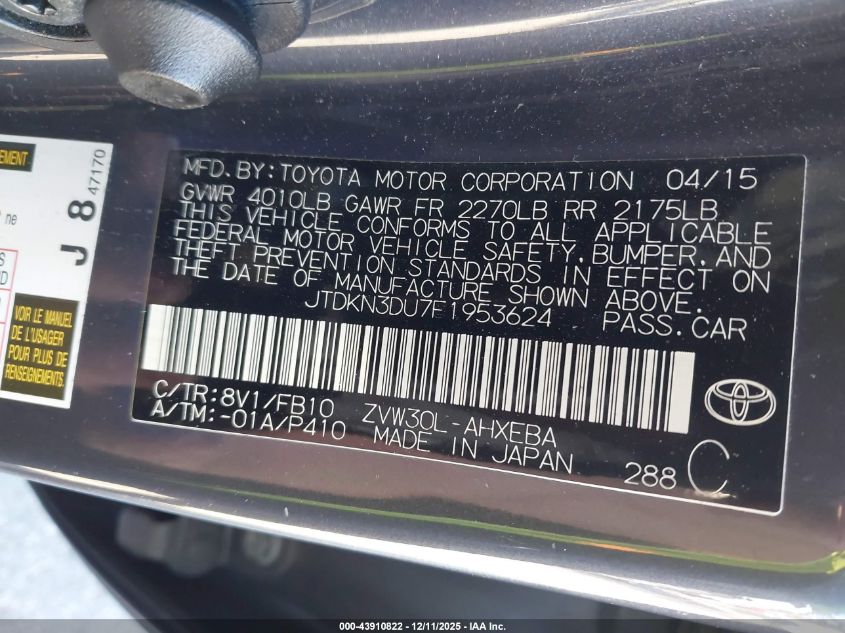 MFD. BY: TOYOTA MOTOR CORPORATION 04/15
GVWR 4010LB GAWR FR 2270LB RR 2175LB
THIS VEHICLE CONFORMS TO ALL APPLICABLE
FEDERAL MOTOR VEHICLE SAFETY, BUMPER, AND
THEFT PREVENTION STANDARDS IN EFFECT ON
THE DATE OF MANUFACTURE SHOWN ABOVE.
JTDKN3DU7F1953624 PASS. CAR
C/TR: 8V1/FB10 ZVW30L-AHXEBA
A/TM: -01A/P410 MADE IN JAPAN
288 C
EMENT
ne
S
ND
VOIR LE MANUEL
DE L'USAGER
POUR PLUS DE
RENSEIGNEMENTS.
J 8 47170
000-43910822 - 12/11/2025 - IAA Inc.